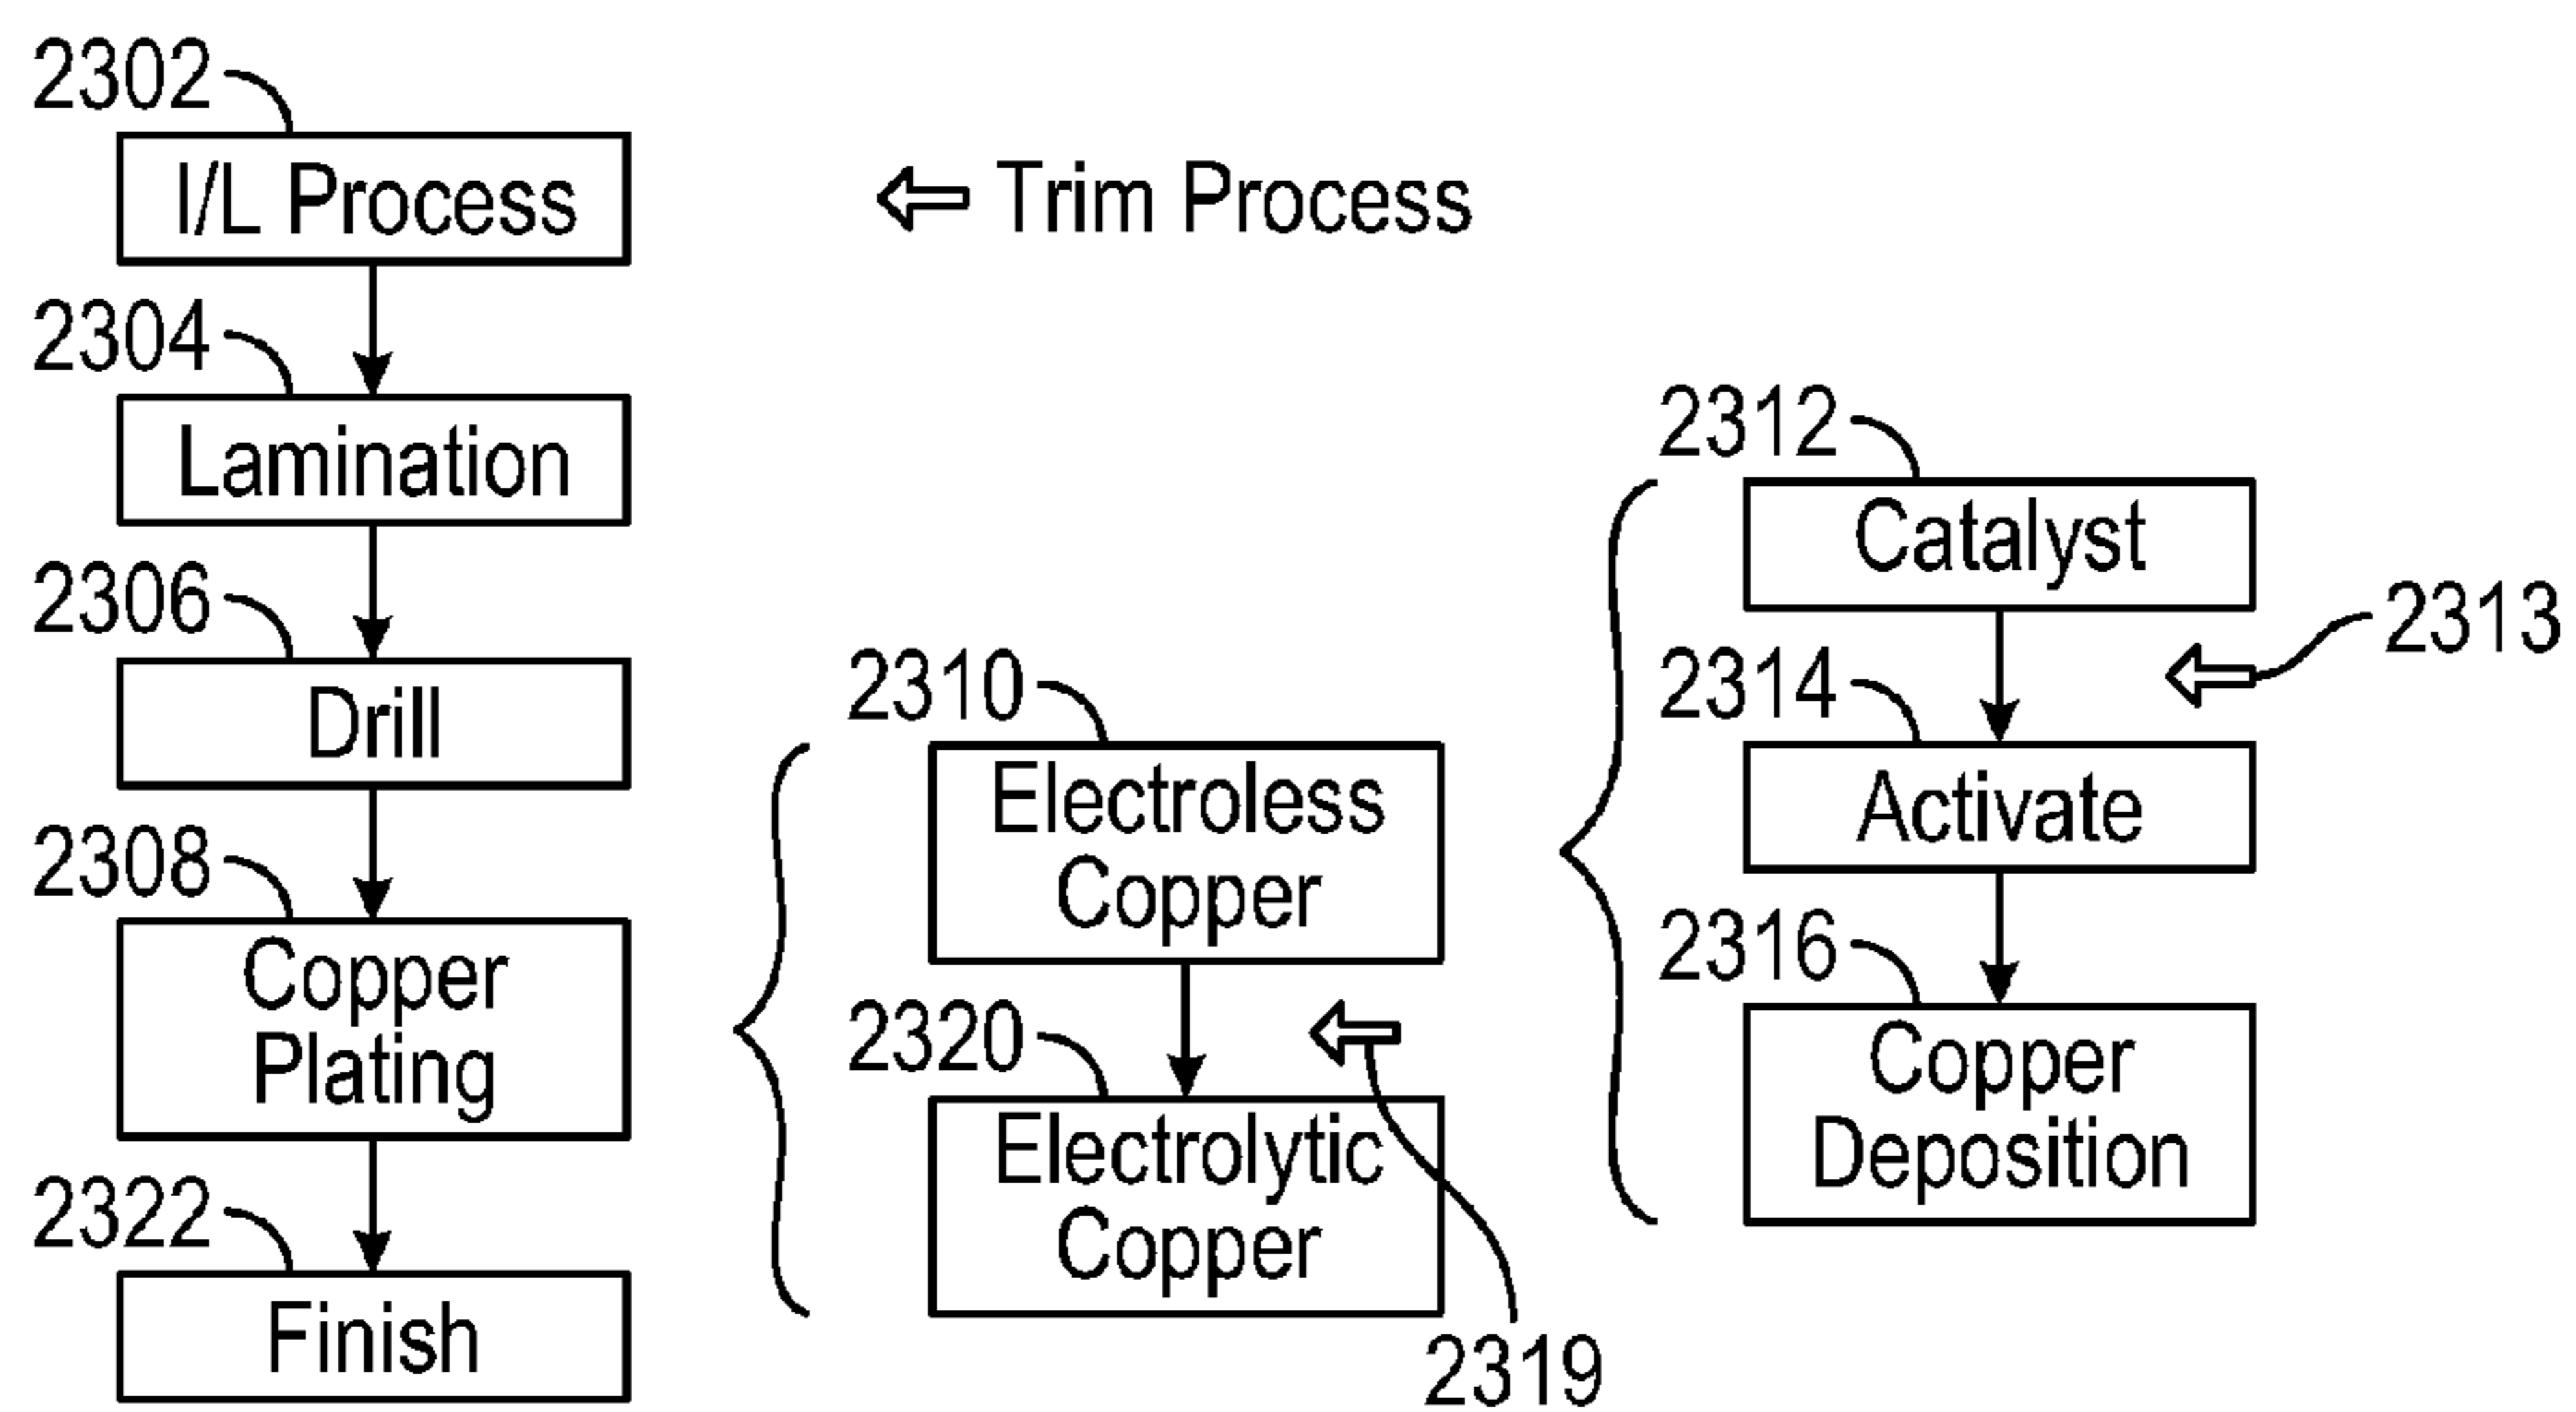 2302
I/L Process
Trim Process
2304
Lamination
2306
Drill
2308
Copper
Plating
2322
Finish
2310
Electroless
Copper
2320
Electrolytic
Copper
2319
2312
Catalyst
2313
2314
Activate
2316
Copper
Deposition